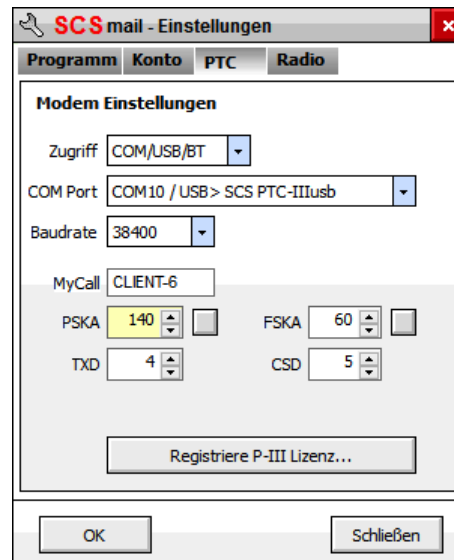 SCS mail - Einstellungen
Programm Konto PTC Radio
Modem Einstellungen
Zugriff COM/USB/BT
COM Port COM10 / USB> SCS PTC-IIIusb
Baudrate 38400
MyCall CLIENT-6
PSKA 140 FSKA 60
TXD 4 CSD 5
Registriere P-III Lizenz...
OK Schließen